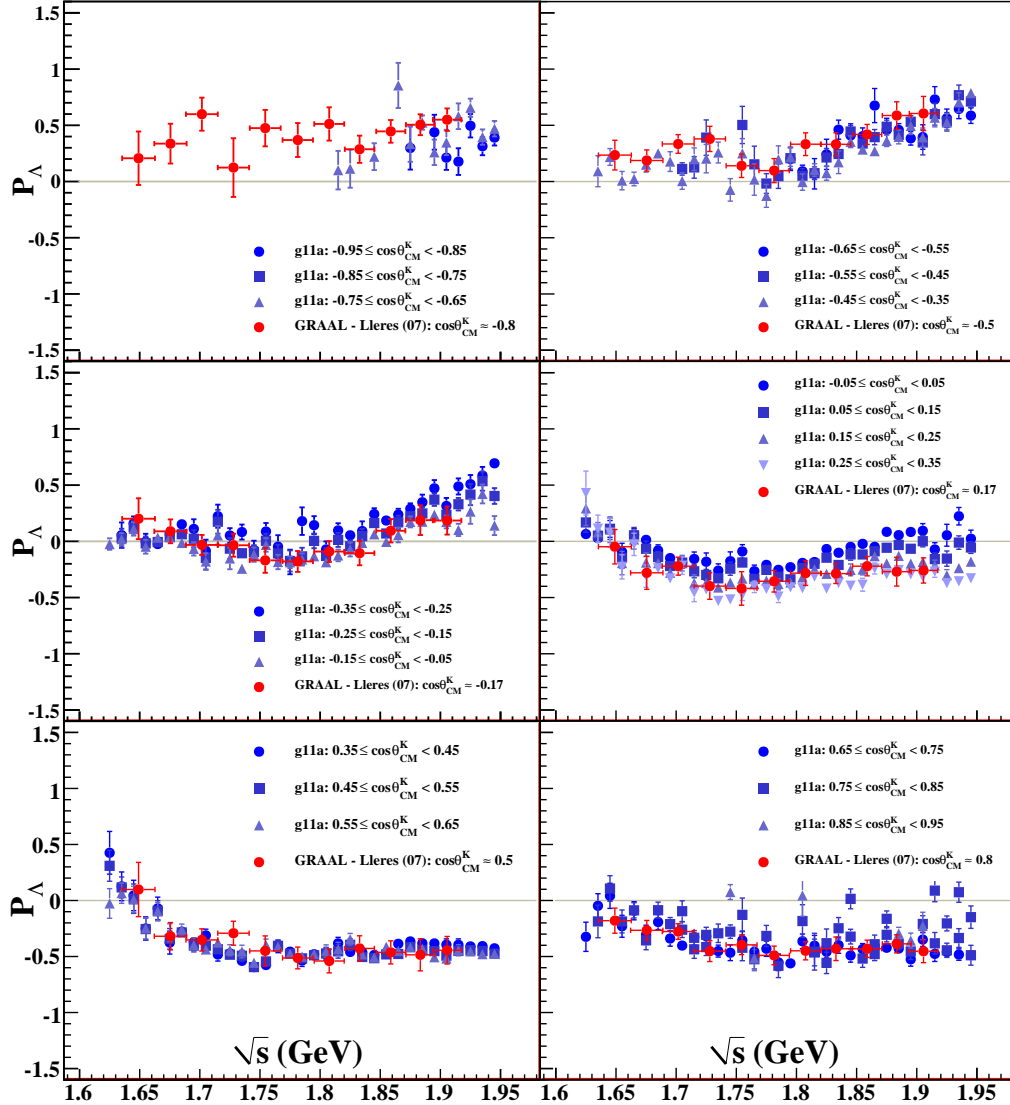 1.5
1
0.5
0
-0.5
-1
-1.5
P_Λ
g11a: -0.95 ≤ cosθ^K_CM < -0.85
g11a: -0.85 ≤ cosθ^K_CM < -0.75
g11a: -0.75 ≤ cosθ^K_CM < -0.65
GRAAL - Lleres (07): cosθ^K_CM ≈ -0.8
g11a: -0.65 ≤ cosθ^K_CM < -0.55
g11a: -0.55 ≤ cosθ^K_CM < -0.45
g11a: -0.45 ≤ cosθ^K_CM < -0.35
GRAAL - Lleres (07): cosθ^K_CM ≈ -0.5
1.5
1
0.5
0
-0.5
-1
-1.5
P_Λ
g11a: -0.35 ≤ cosθ^K_CM < -0.25
g11a: -0.25 ≤ cosθ^K_CM < -0.15
g11a: -0.15 ≤ cosθ^K_CM < -0.05
GRAAL - Lleres (07): cosθ^K_CM ≈ -0.17
g11a: -0.05 ≤ cosθ^K_CM < 0.05
g11a: 0.05 ≤ cosθ^K_CM < 0.15
g11a: 0.15 ≤ cosθ^K_CM < 0.25
g11a: 0.25 ≤ cosθ^K_CM < 0.35
GRAAL - Lleres (07): cosθ^K_CM ≈ 0.17
1.5
1
0.5
0
-0.5
-1
-1.5
P_Λ
g11a: 0.35 ≤ cosθ^K_CM < 0.45
g11a: 0.45 ≤ cosθ^K_CM < 0.55
g11a: 0.55 ≤ cosθ^K_CM < 0.65
GRAAL - Lleres (07): cosθ^K_CM ≈ 0.5
√s (GeV)
1.6 1.65 1.7 1.75 1.8 1.85 1.9 1.95
g11a: 0.65 ≤ cosθ^K_CM < 0.75
g11a: 0.75 ≤ cosθ^K_CM < 0.85
g11a: 0.85 ≤ cosθ^K_CM < 0.95
GRAAL - Lleres (07): cosθ^K_CM ≈ 0.8
√s (GeV)
1.6 1.65 1.7 1.75 1.8 1.85 1.9 1.95